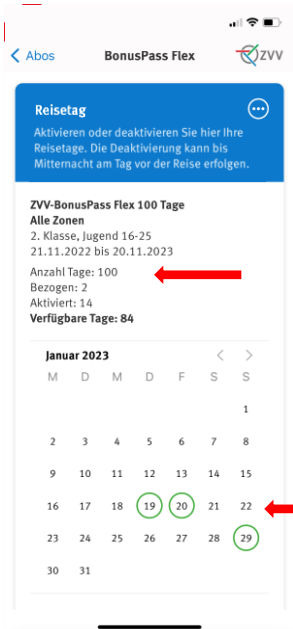 Abos BonusPass Flex ZVV
Reisetag
Aktivieren oder deaktivieren Sie hier Ihre
Reisetage. Die Deaktivierung kann bis
Mitternacht am Tag vor der Reise erfolgen.
ZVV-BonusPass Flex 100 Tage
Alle Zonen
2. Klasse, Jugend 16-25
21.11.2022 bis 20.11.2023
Anzahl Tage: 100
Bezogen: 2
Aktiviert: 14
Verfügbare Tage: 84
Januar 2023
M D M D F S S
1
2 3 4 5 6 7 8
9 10 11 12 13 14 15
16 17 18 19 20 21 22
23 24 25 26 27 28 29
30 31